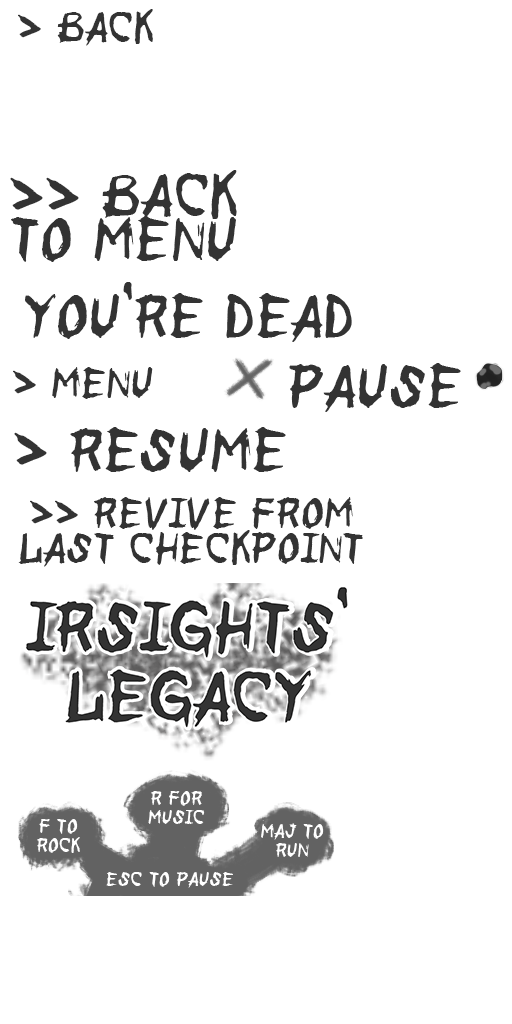 > BACK
>> BACK
TO MENU
YOU'RE DEAD
> MENU
PAUSE
> RESUME
>> REVIVE FROM
LAST CHECKPOINT
IRSIGHTS'
LEGACY
R FOR
MUSIC
F TO
ROCK
MAJ TO
RUN
ESC TO PAUSE